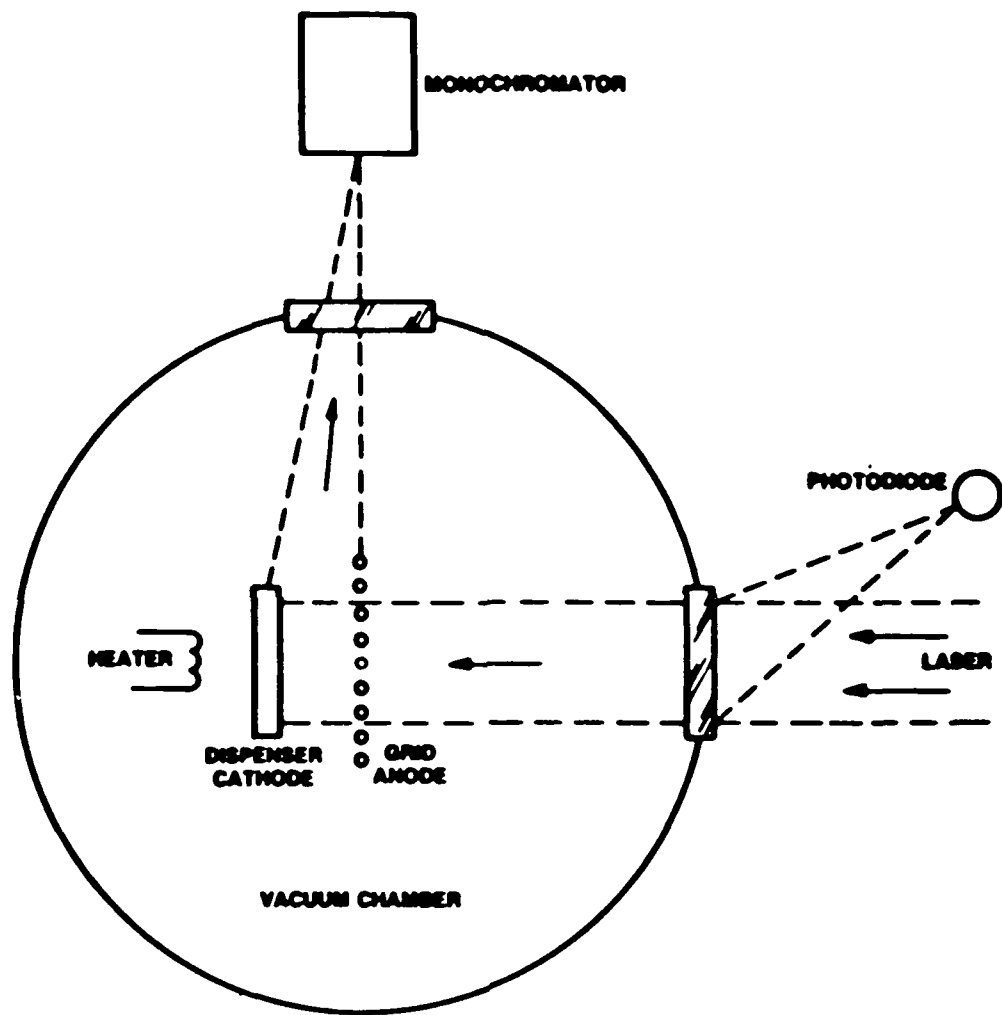 MONOCHROMATOR
PHOTODIODE
HEATER
LASER
DISPENSER
CATHODE
GRID
ANODE
VACUUM CHAMBER